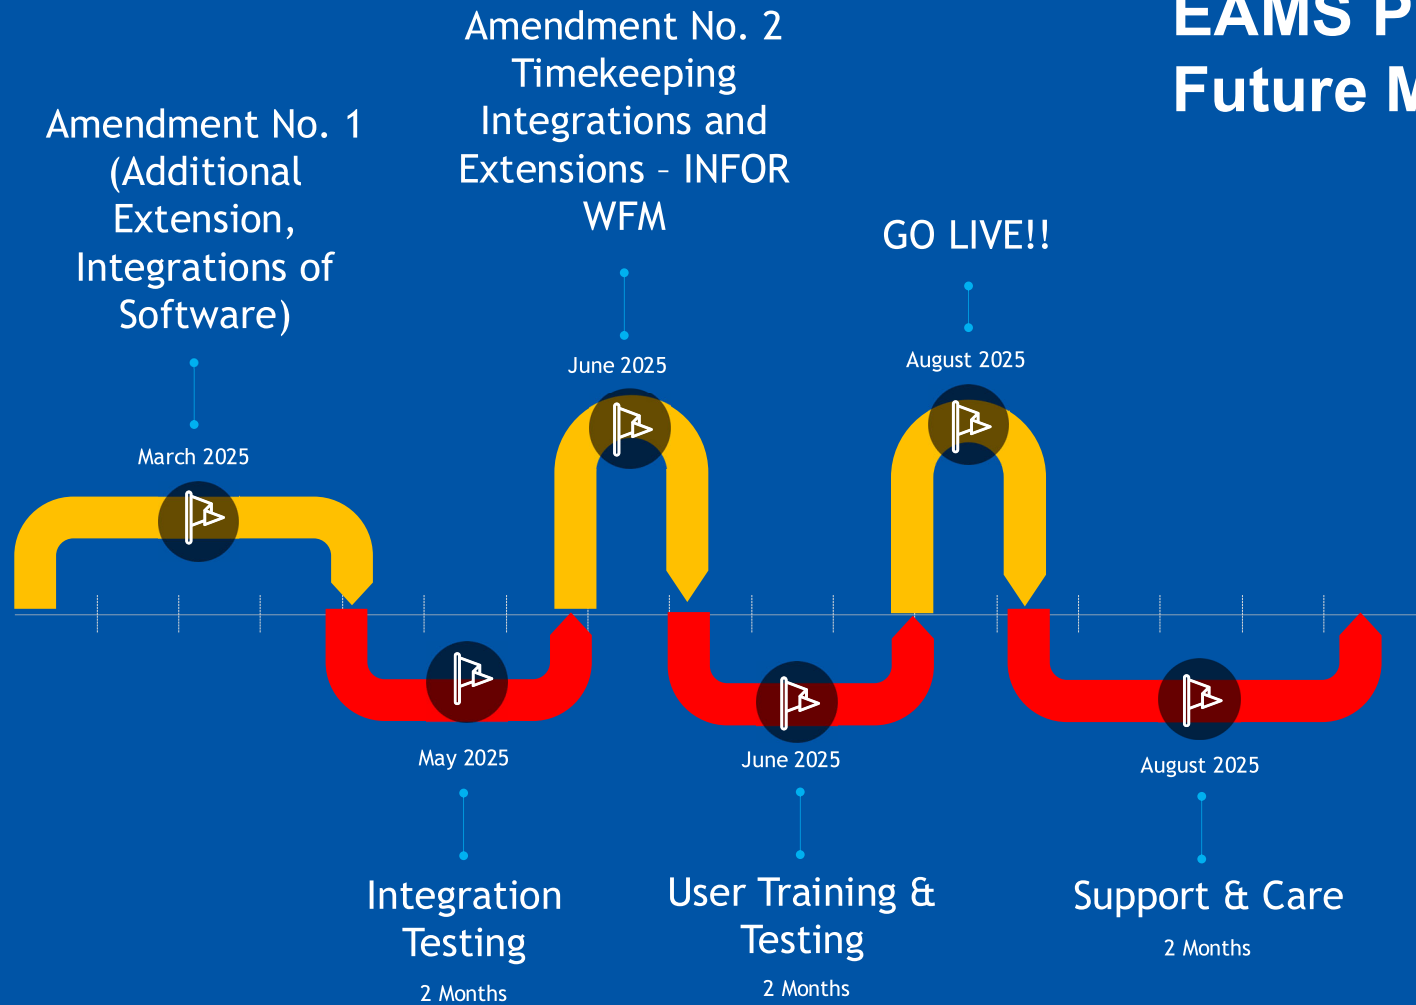 EAMS P
Future M
Amendment No. 1
(Additional
Extension,
Integrations of
Software)
March 2025
Amendment No. 2
Timekeeping
Integrations and
Extensions – INFOR
WFM
June 2025
GO LIVE!!
August 2025
May 2025
Integration
Testing
2 Months
June 2025
User Training &
Testing
2 Months
August 2025
Support & Care
2 Months